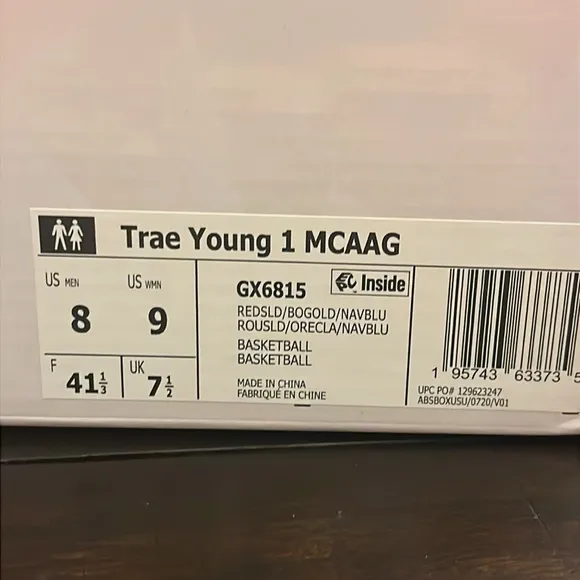 Trae Young 1 MCAAG
US MEN
8
US WMN
9
F
41⅓
UK
7½
GX6815
Inside
REDSLD/BOGOLD/NAVBLU
ROUSLD/ORECLA/NAVBLU
BASKETBALL
BASKETBALL
MADE IN CHINA
FABRIQUÉ EN CHINE
1 95743 63373 5
UPC PO# 129623247
ABSBOXUSU/0720/V01